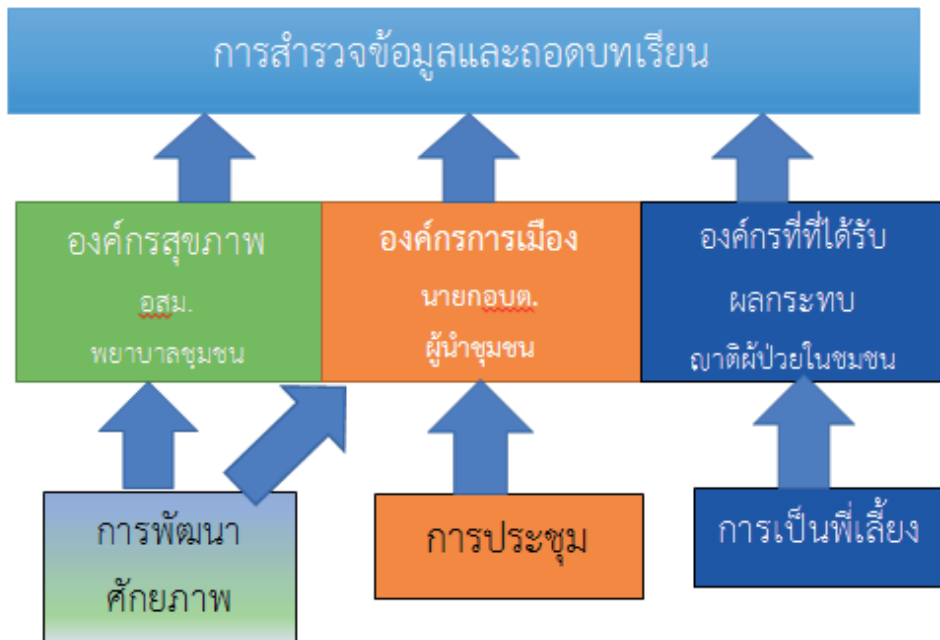 การสำรวจข้อมูลและถอดบทเรียน
องค์กรสุขภาพ
อสม.
พยาบาลชุมชน
องค์กรการเมือง
นายกอบต.
ผู้นำชุมชน
องค์กรที่ที่ได้รับ
ผลกระทบ
ญาติผู้ป่วยในชุมชน
การพัฒนา
ศักยภาพ
การประชุม
การเป็นพี่เลี้ยง